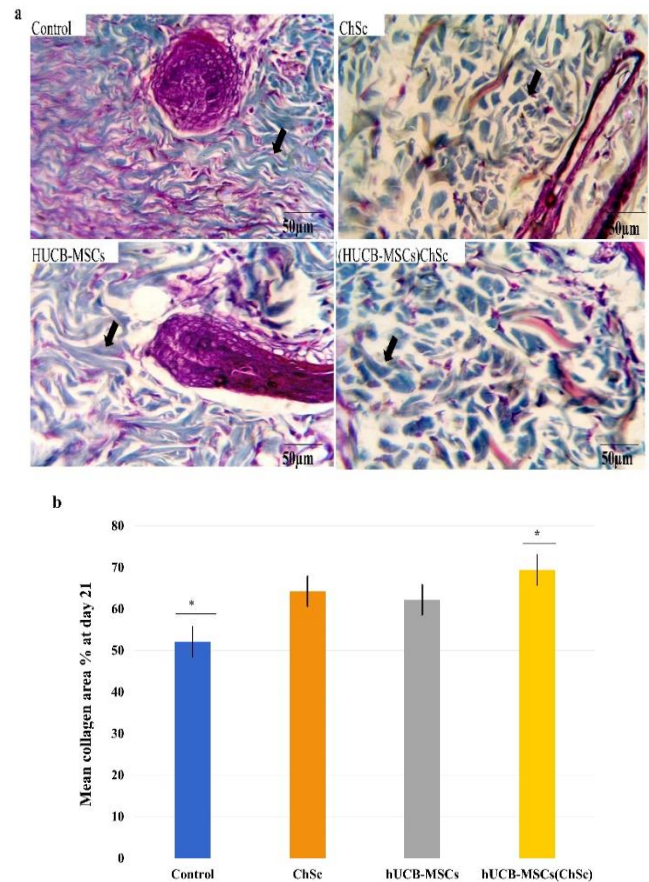 a
Control
ChSc
50µm
50µm
HUCB-MSCs
(HUCB-MSCs)ChSc
50µm
50µm
b
Mean collagen area % at day 21
80
70
60
50
40
30
20
10
0
*
*
Control
ChSc
hUCB-MSCs
hUCB-MSCs(ChSc)